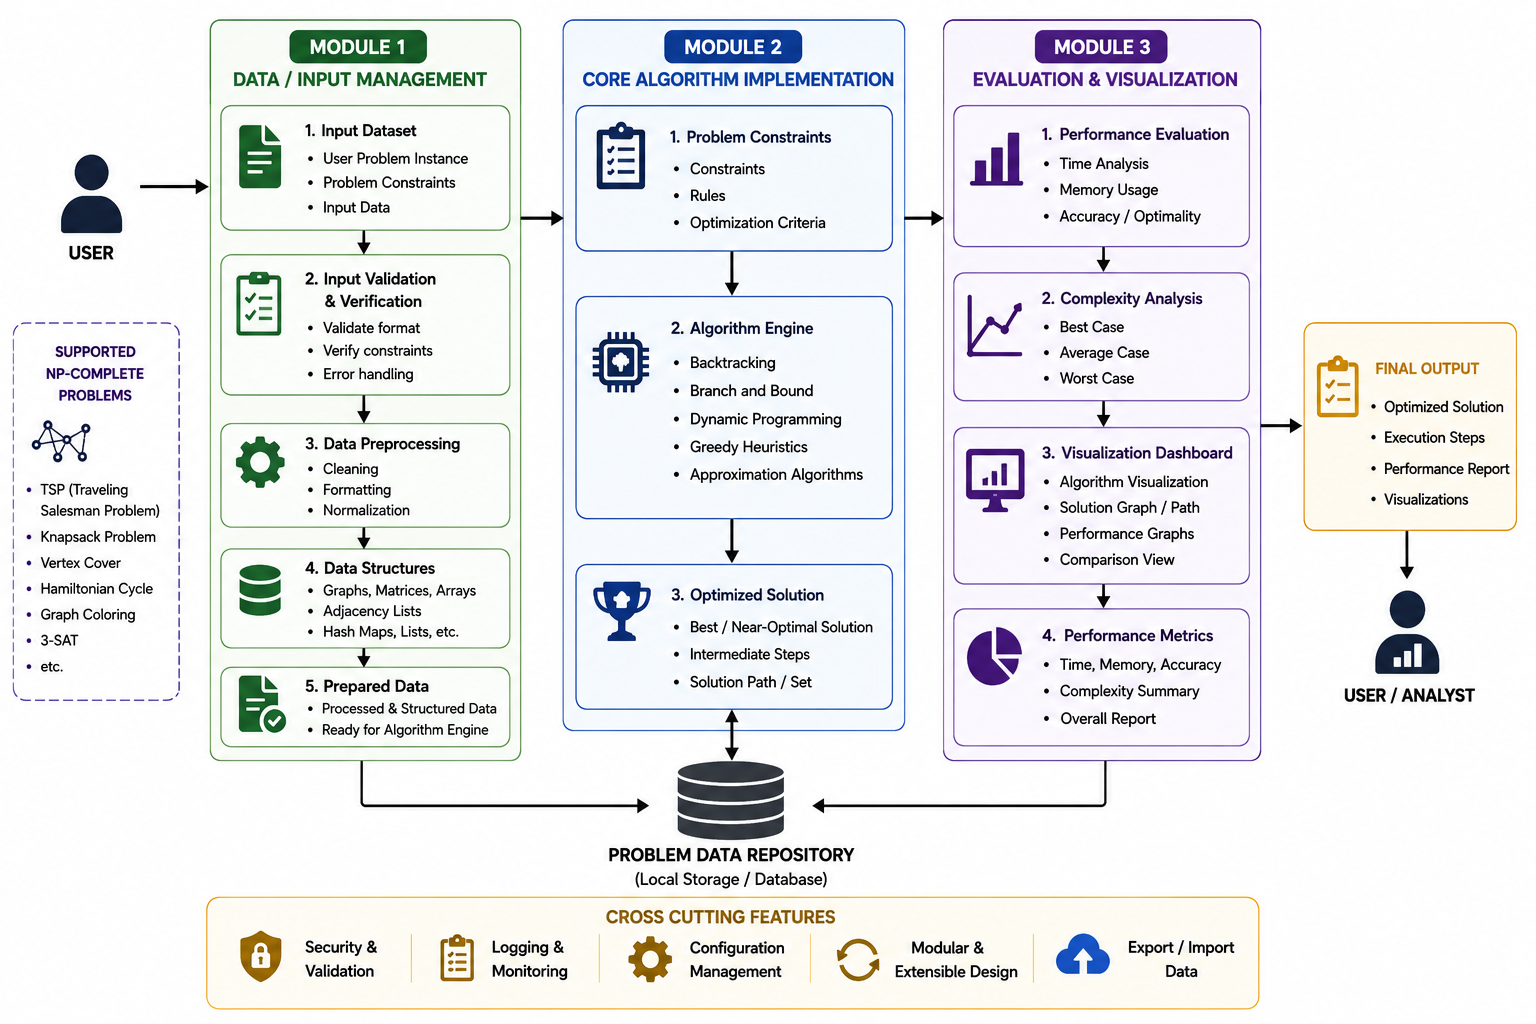 USER
SUPPORTED
NP-COMPLETE
PROBLEMS
• TSP (Traveling
Salesman Problem)
• Knapsack Problem
• Vertex Cover
• Hamiltonian Cycle
• Graph Coloring
• 3-SAT
• etc.
MODULE 1
DATA / INPUT MANAGEMENT
1. Input Dataset
• User Problem Instance
• Problem Constraints
• Input Data
2. Input Validation
& Verification
• Validate format
• Verify constraints
• Error handling
3. Data Preprocessing
• Cleaning
• Formatting
• Normalization
4. Data Structures
• Graphs, Matrices, Arrays
• Adjacency Lists
• Hash Maps, Lists, etc.
5. Prepared Data
• Processed & Structured Data
• Ready for Algorithm Engine
MODULE 2
CORE ALGORITHM IMPLEMENTATION
1. Problem Constraints
• Constraints
• Rules
• Optimization Criteria
2. Algorithm Engine
• Backtracking
• Branch and Bound
• Dynamic Programming
• Greedy Heuristics
• Approximation Algorithms
3. Optimized Solution
• Best / Near-Optimal Solution
• Intermediate Steps
• Solution Path / Set
MODULE 3
EVALUATION & VISUALIZATION
1. Performance Evaluation
• Time Analysis
• Memory Usage
• Accuracy / Optimality
2. Complexity Analysis
• Best Case
• Average Case
• Worst Case
3. Visualization Dashboard
• Algorithm Visualization
• Solution Graph / Path
• Performance Graphs
• Comparison View
4. Performance Metrics
• Time, Memory, Accuracy
• Complexity Summary
• Overall Report
FINAL OUTPUT
• Optimized Solution
• Execution Steps
• Performance Report
• Visualizations
USER / ANALYST
PROBLEM DATA REPOSITORY
(Local Storage / Database)
CROSS CUTTING FEATURES
Security &
Validation
Logging &
Monitoring
Configuration
Management
Modular &
Extensible Design
Export / Import
Data